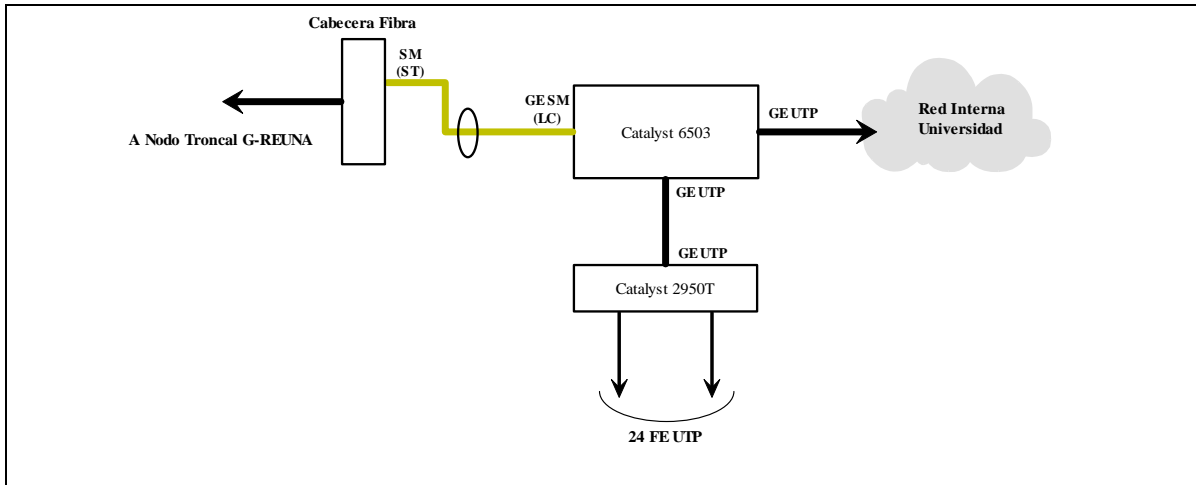 Cabecera Fibra
SM
(ST)
GE SM
(LC)
A Nodo Troncal G-REUNA
Catalyst 6503
GE UTP
Red Interna
Universidad
GE UTP
GE UTP
Catalyst 2950T
24 FE UTP